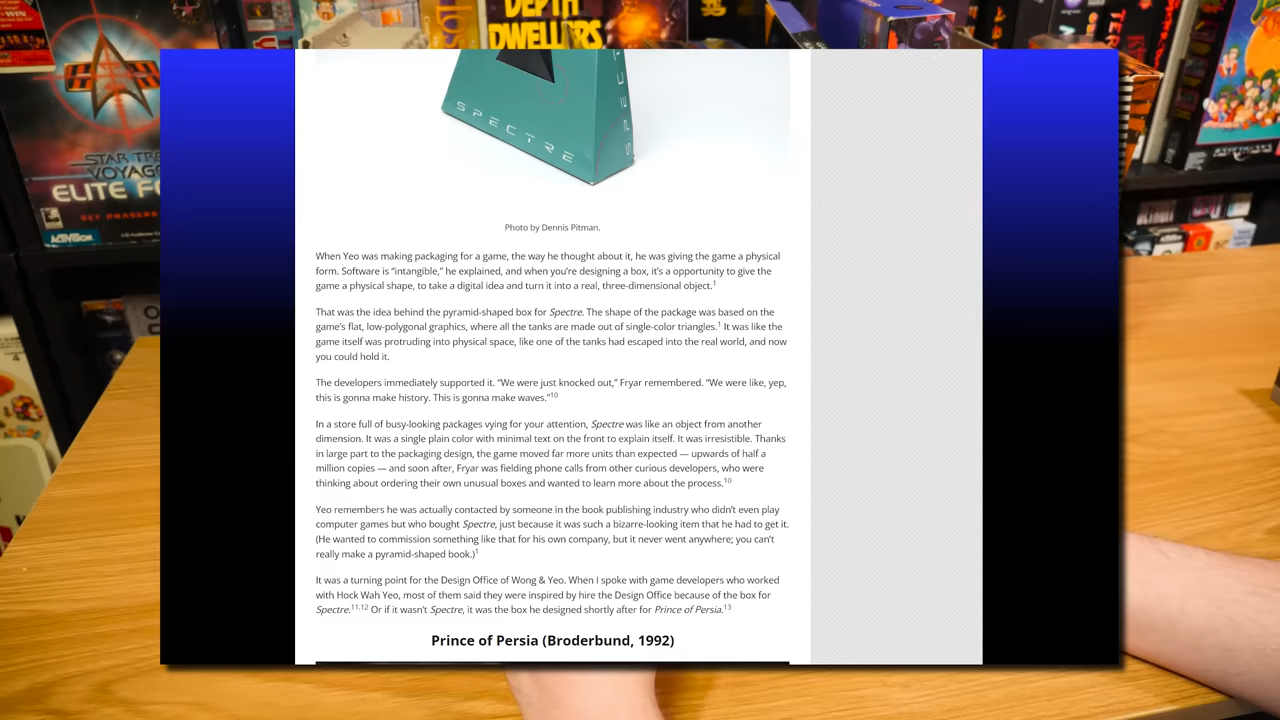 DEPTH
DWELLERS
STAR TREK
VOYAGER
ACTIVISION
SPECTRE
Photo by Dennis Pitman.
When Yeo was making packaging for a game, the way he thought about it, he was giving the game a physical
form. Software is “intangible,” he explained, and when you’re designing a box, it’s a opportunity to give the
game a physical shape, to take a digital idea and turn it into a real, three-dimensional object.1
That was the idea behind the pyramid-shaped box for Spectre. The shape of the package was based on the
game’s flat, low-polygonal graphics, where all the tanks are made out of single-color triangles.1 It was like the
game itself was protruding into physical space, like one of the tanks had escaped into the real world, and now
you could hold it.
The developers immediately supported it. “We were just knocked out,” Fryar remembered. “We were like, yep,
this is gonna make history. This is gonna make waves.”10
In a store full of busy-looking packages vying for your attention, Spectre was like an object from another
dimension. It was a single plain color with minimal text on the front to explain itself. It was irresistible. Thanks
in large part to the packaging design, the game moved far more units than expected — upwards of half a
million copies — and soon after, Fryar was fielding phone calls from other curious developers, who were
thinking about ordering their own unusual boxes and wanted to learn more about the process.10
Yeo remembers he was actually contacted by someone in the book publishing industry who didn’t even play
computer games but who bought Spectre, just because it was such a bizarre-looking item that he had to get it.
(He wanted to commission something like that for his own company, but it never went anywhere; you can’t
really make a pyramid-shaped book.)1
It was a turning point for the Design Office of Wong & Yeo. When I spoke with game developers who worked
with Hock Wah Yeo, most of them said they were inspired by hire the Design Office because of the box for
Spectre.11,12 Or if it wasn’t Spectre, it was the box he designed shortly after for Prince of Persia.13
Prince of Persia (Broderbund, 1992)